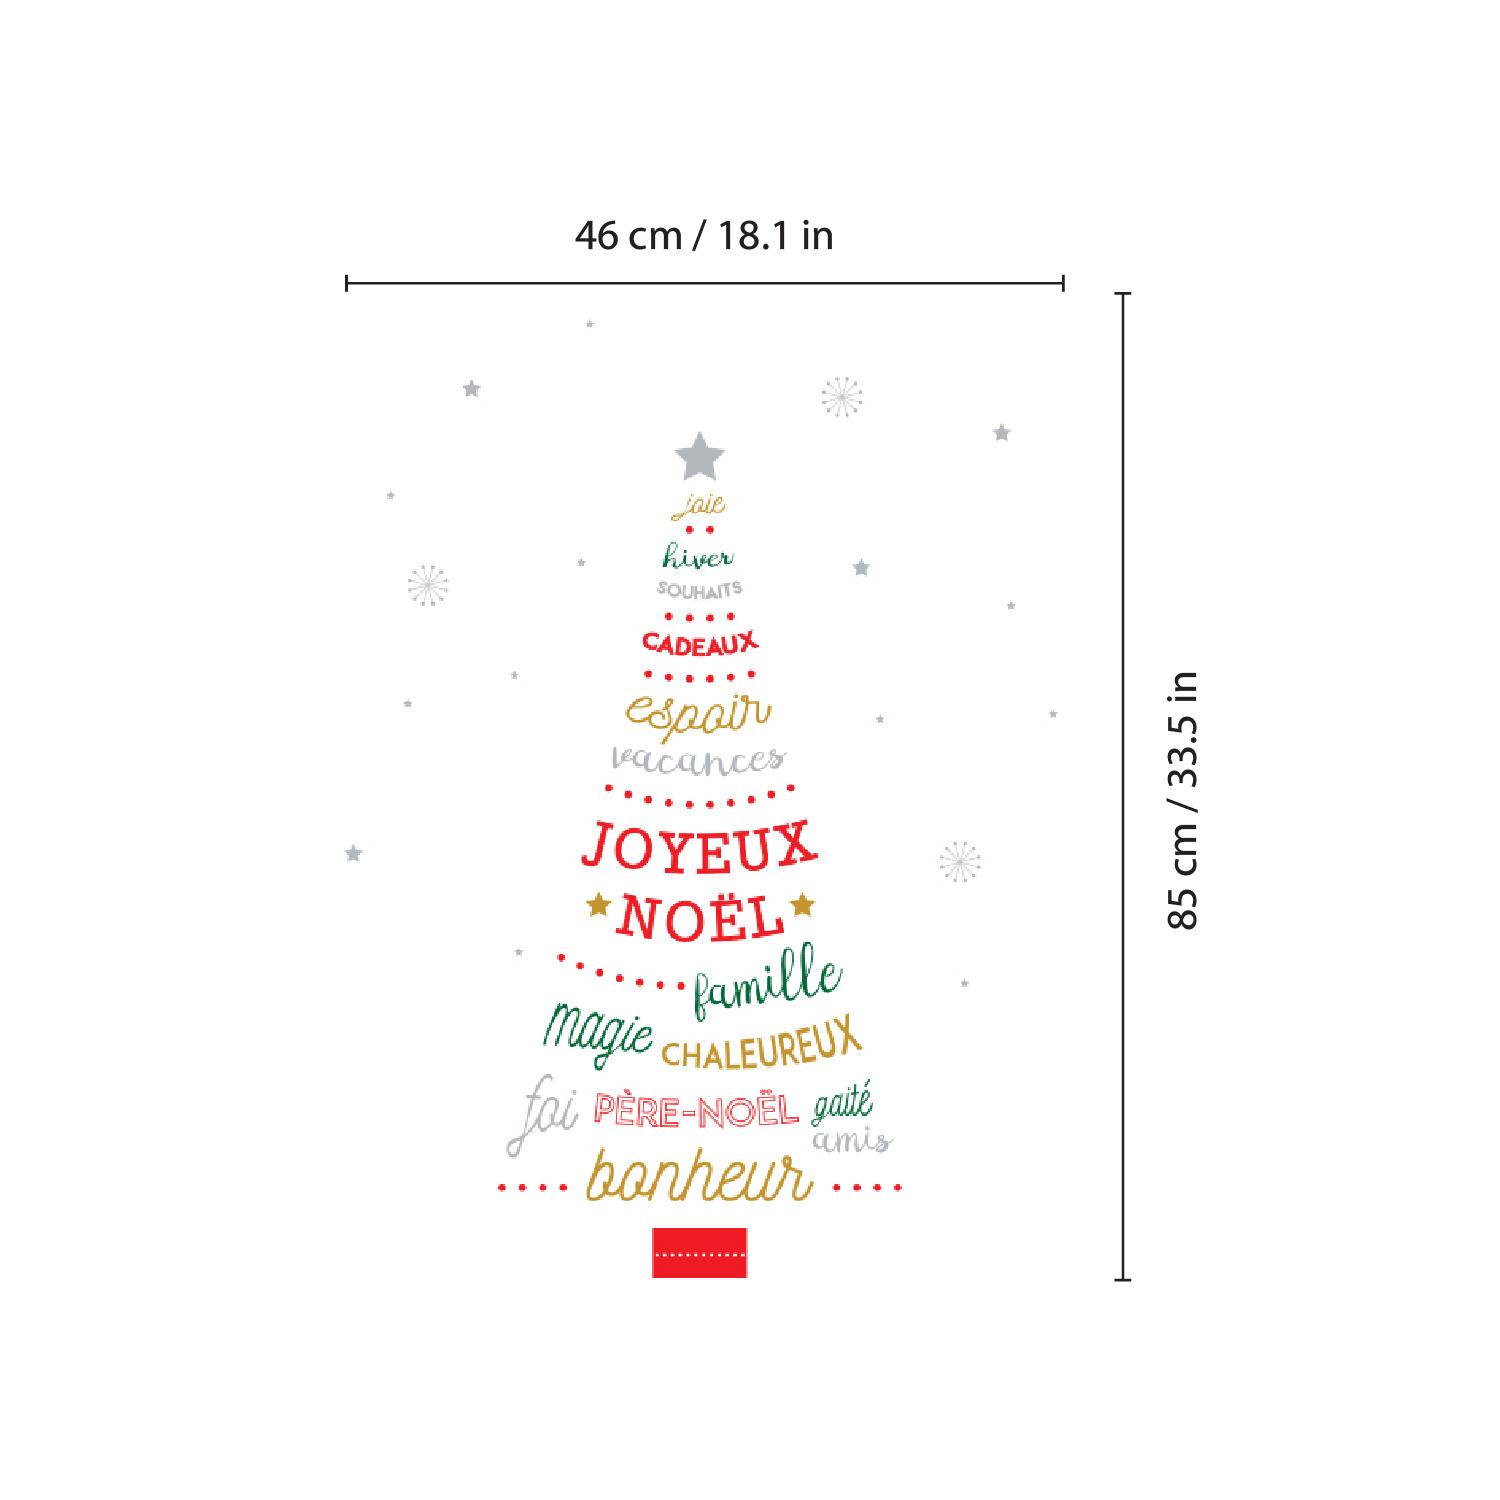 46 cm / 18.1 in
joie
hiver
SOUHAITS
CADEAUX
espoir
vacances
JOYEUX
NOËL
famille
magie CHALEUREUX
foi PÈRE-NOËL gaité
amis
bonheur
85 cm / 33.5 in